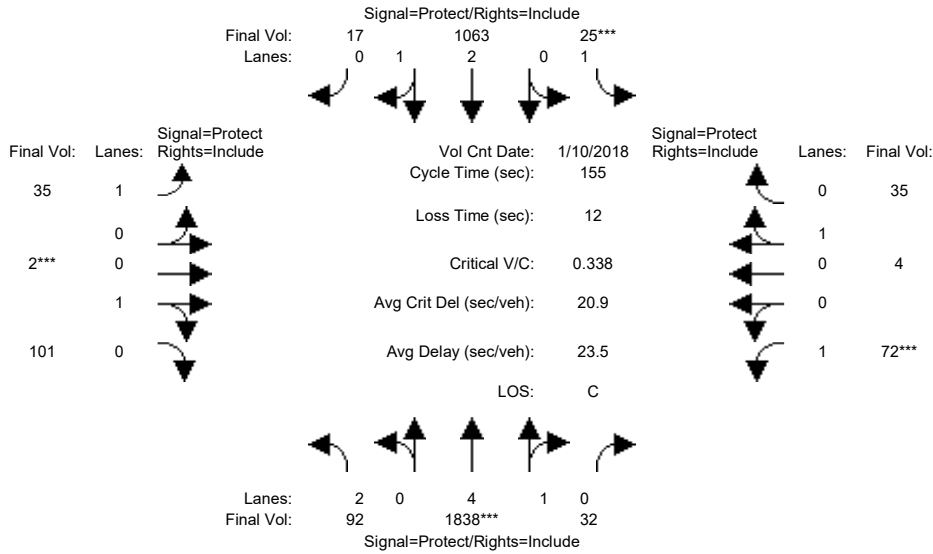 Signal=Protect/Rights=Include
Final Vol: 17 1063 25***
Lanes: 0 1 2 0 1
Signal=Protect
Final Vol: Lanes: Rights=Include
Vol Cnt Date: 1/10/2018
Signal=Protect
Rights=Include Lanes: Final Vol:
Cycle Time (sec): 155
35 1
0 35
Loss Time (sec): 12
0
1
2*** 0
Critical V/C: 0.338
0 4
1
Avg Crit Del (sec/veh): 20.9
0
101 0
Avg Delay (sec/veh): 23.5
1 72***
LOS: C
Lanes: 2 0 4 1 0
Final Vol: 92 1838*** 32
Signal=Protect/Rights=Include